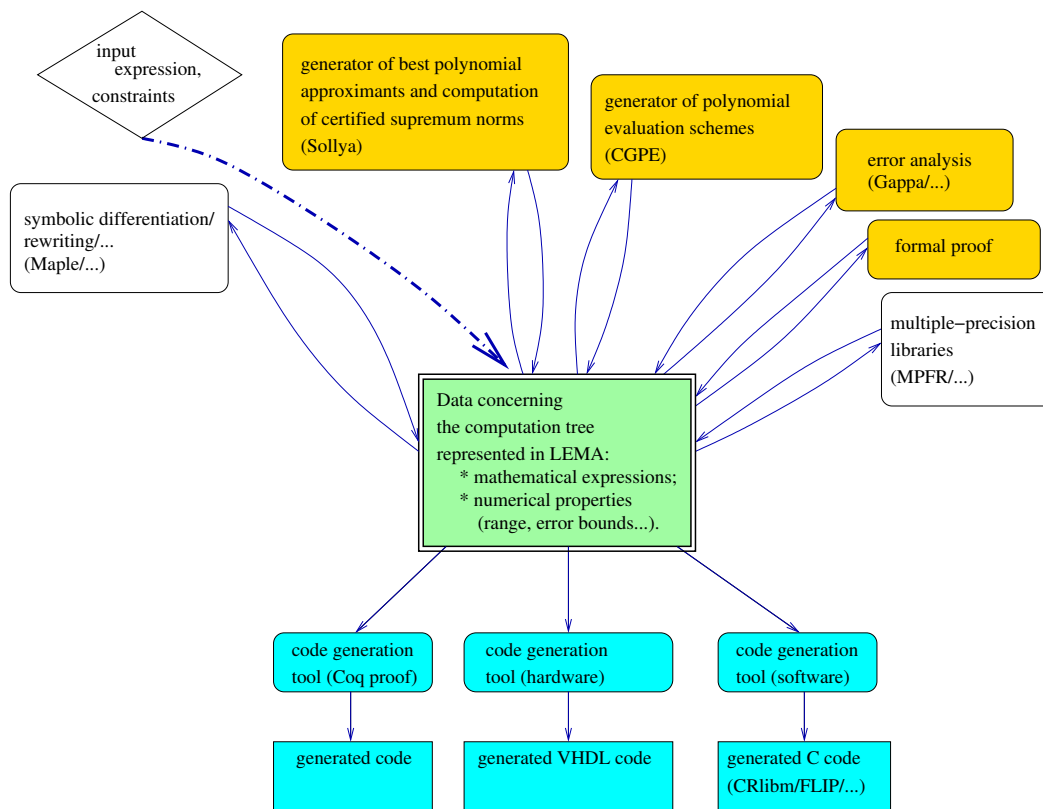 input
expression,
constraints
generator of best polynomial
approximants and computation
of certified supremum norms
(Sollya)
generator of polynomial
evaluation schemes
(CGPE)
error analysis
(Gappa/...)
symbolic differentiation/
rewriting/...
(Maple/...)
formal proof
multiple−precision
libraries
(MPFR/...)
Data concerning
the computation tree
represented in LEMA:
* mathematical expressions;
* numerical properties
(range, error bounds...).
code generation
tool (Coq proof)
code generation
tool (hardware)
code generation
tool (software)
generated code
generated VHDL code
generated C code
(CRlibm/FLIP/...)